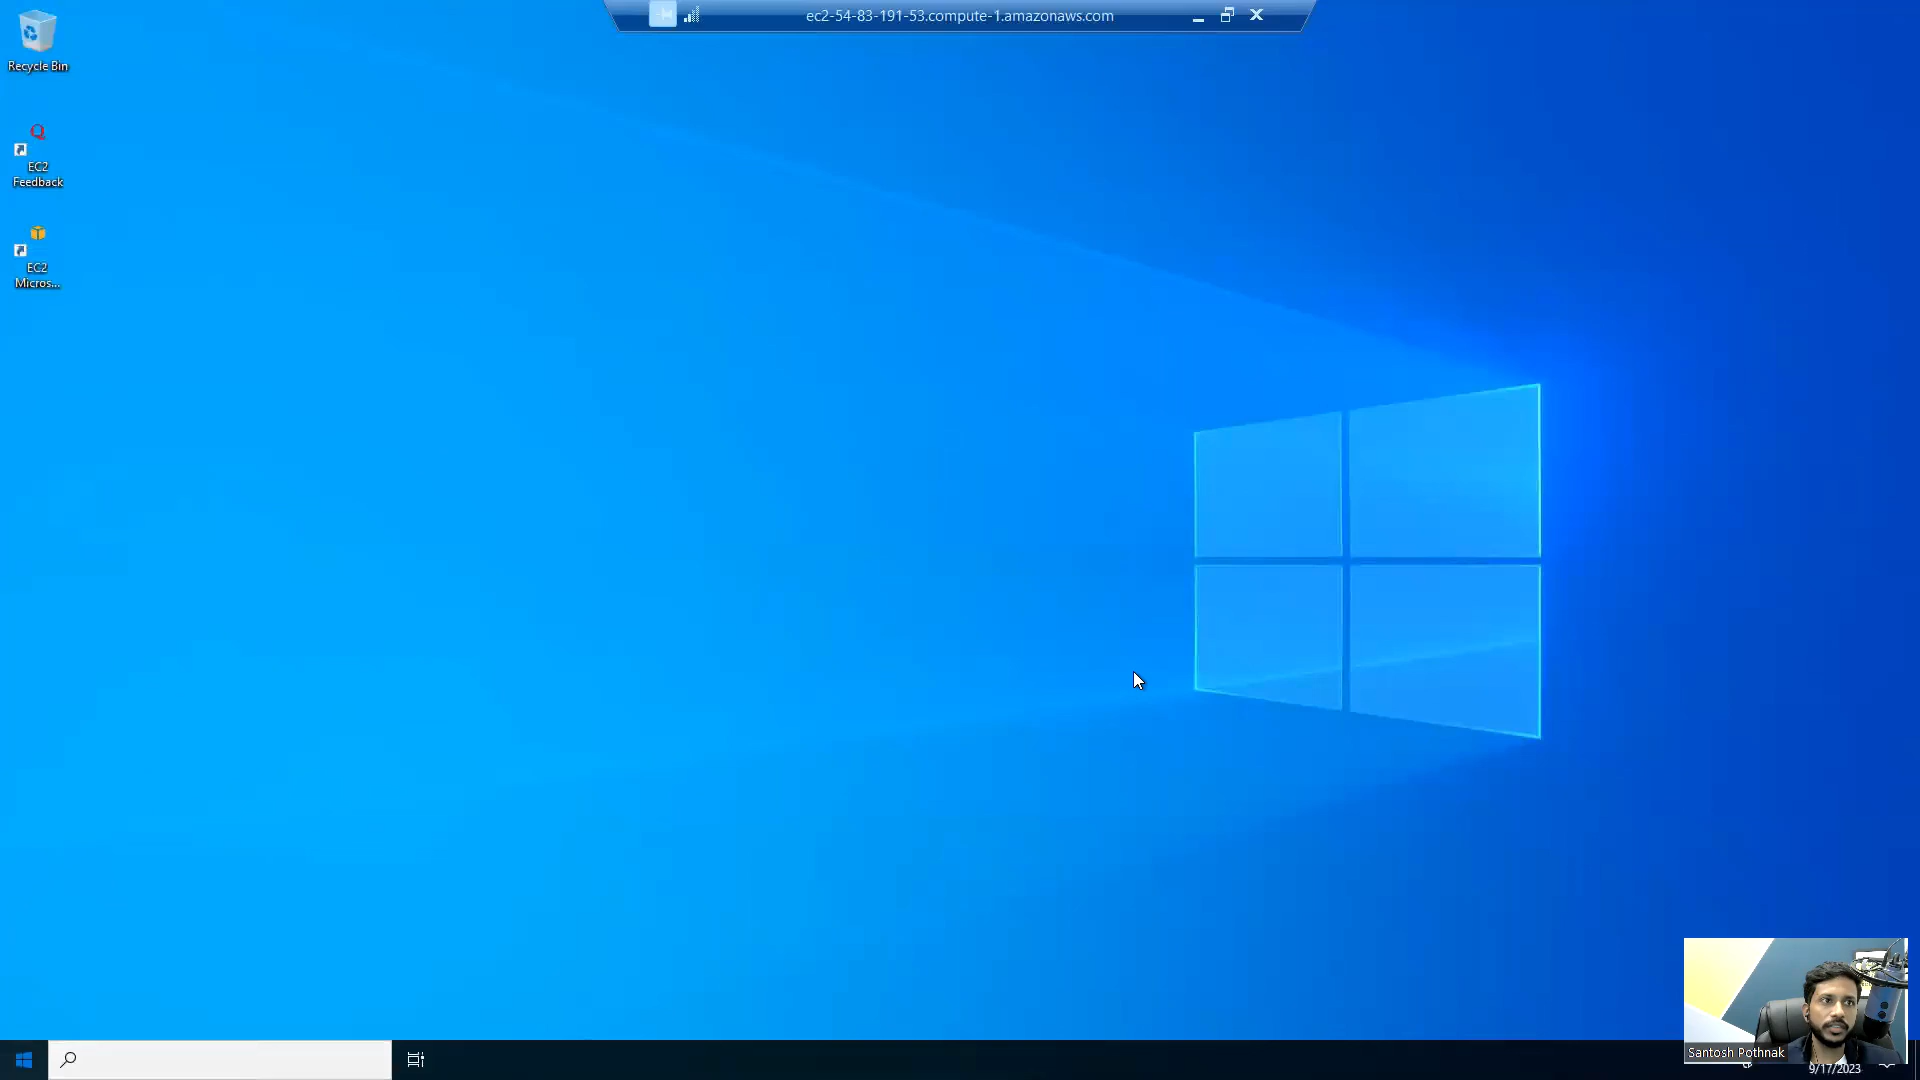 ec2-54-83-191-53.compute-1.amazonaws.com
Recycle Bin
EC2
Feedback
EC2
Micros...
Santosh Pothnak
9/17/2023